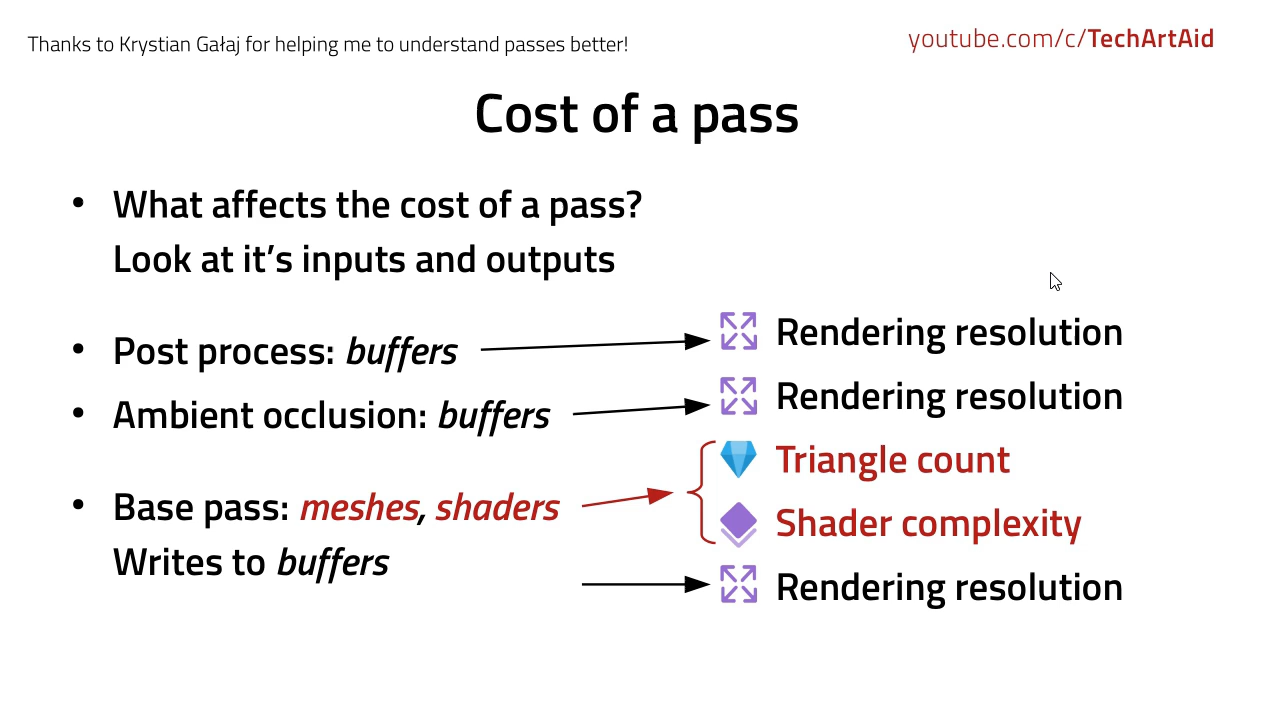 Thanks to Krystian Gałaj for helping me to understand passes better!
youtube.com/c/TechArtAid
Cost of a pass
• What affects the cost of a pass?
Look at it’s inputs and outputs
• Post process: buffers
Rendering resolution
• Ambient occlusion: buffers
Rendering resolution
Triangle count
• Base pass: meshes, shaders
Shader complexity
Writes to buffers
Rendering resolution